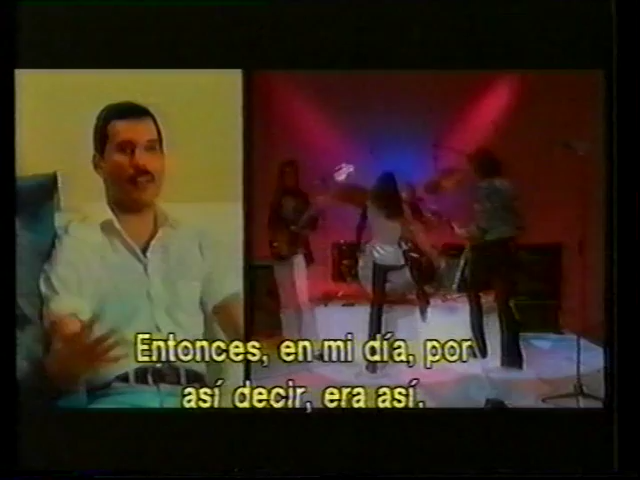 Entonces, en mi día, por
así decir, era así.